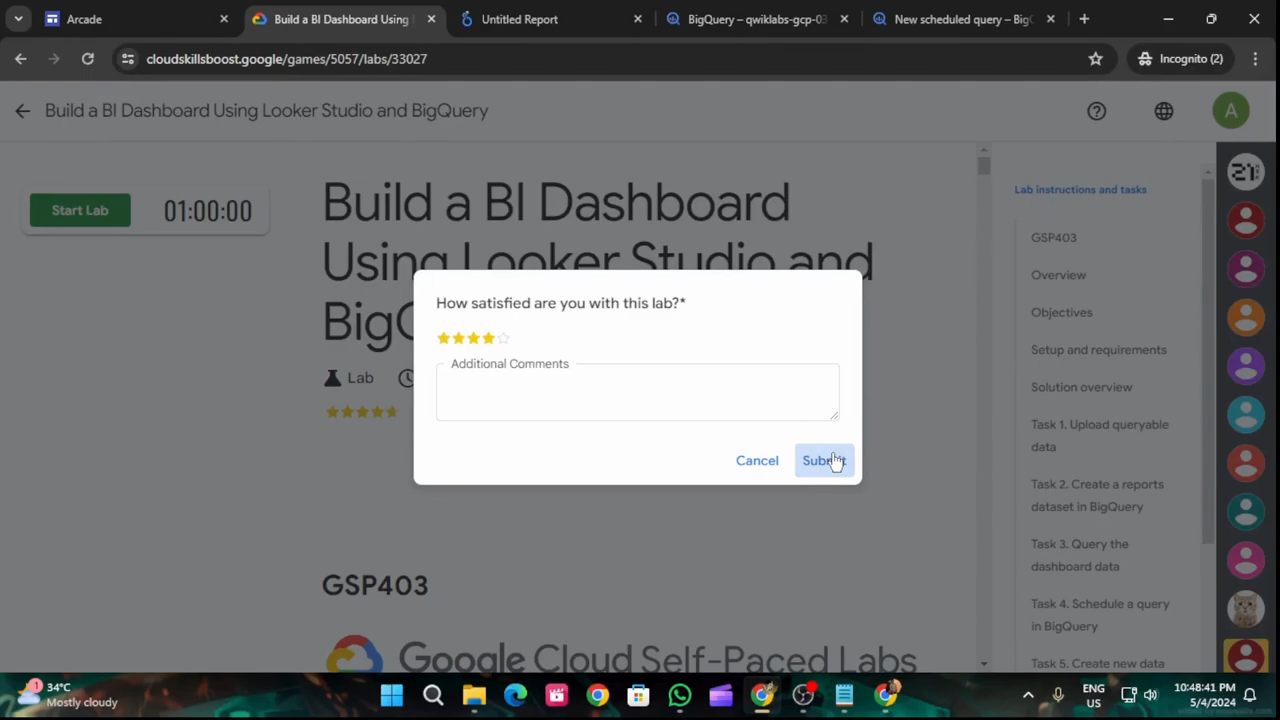 Arcade
Build a BI Dashboard Using
Untitled Report
BigQuery – qwiklabs-gcp-03
New scheduled query – Big
cloudskillsboost.google/games/5057/labs/33027
Incognito (2)
Build a BI Dashboard Using Looker Studio and BigQuery
A
Start Lab
01:00:00
Build a BI Dashboard
Using Looker Studio and
Lab
How satisfied are you with this lab?*
Additional Comments
Cancel
Submit
GSP403
Google Cloud Self-Paced Labs
Lab instructions and tasks
GSP403
Overview
Objectives
Setup and requirements
Solution overview
Task 1. Upload queryable
data
Task 2. Create a reports
dataset in BigQuery
Task 3. Query the
dashboard data
Task 4. Schedule a query
in BigQuery
Task 5. Create new data
1
34°C
Mostly cloudy
ENG
US
10:48:41 PM
5/4/2024